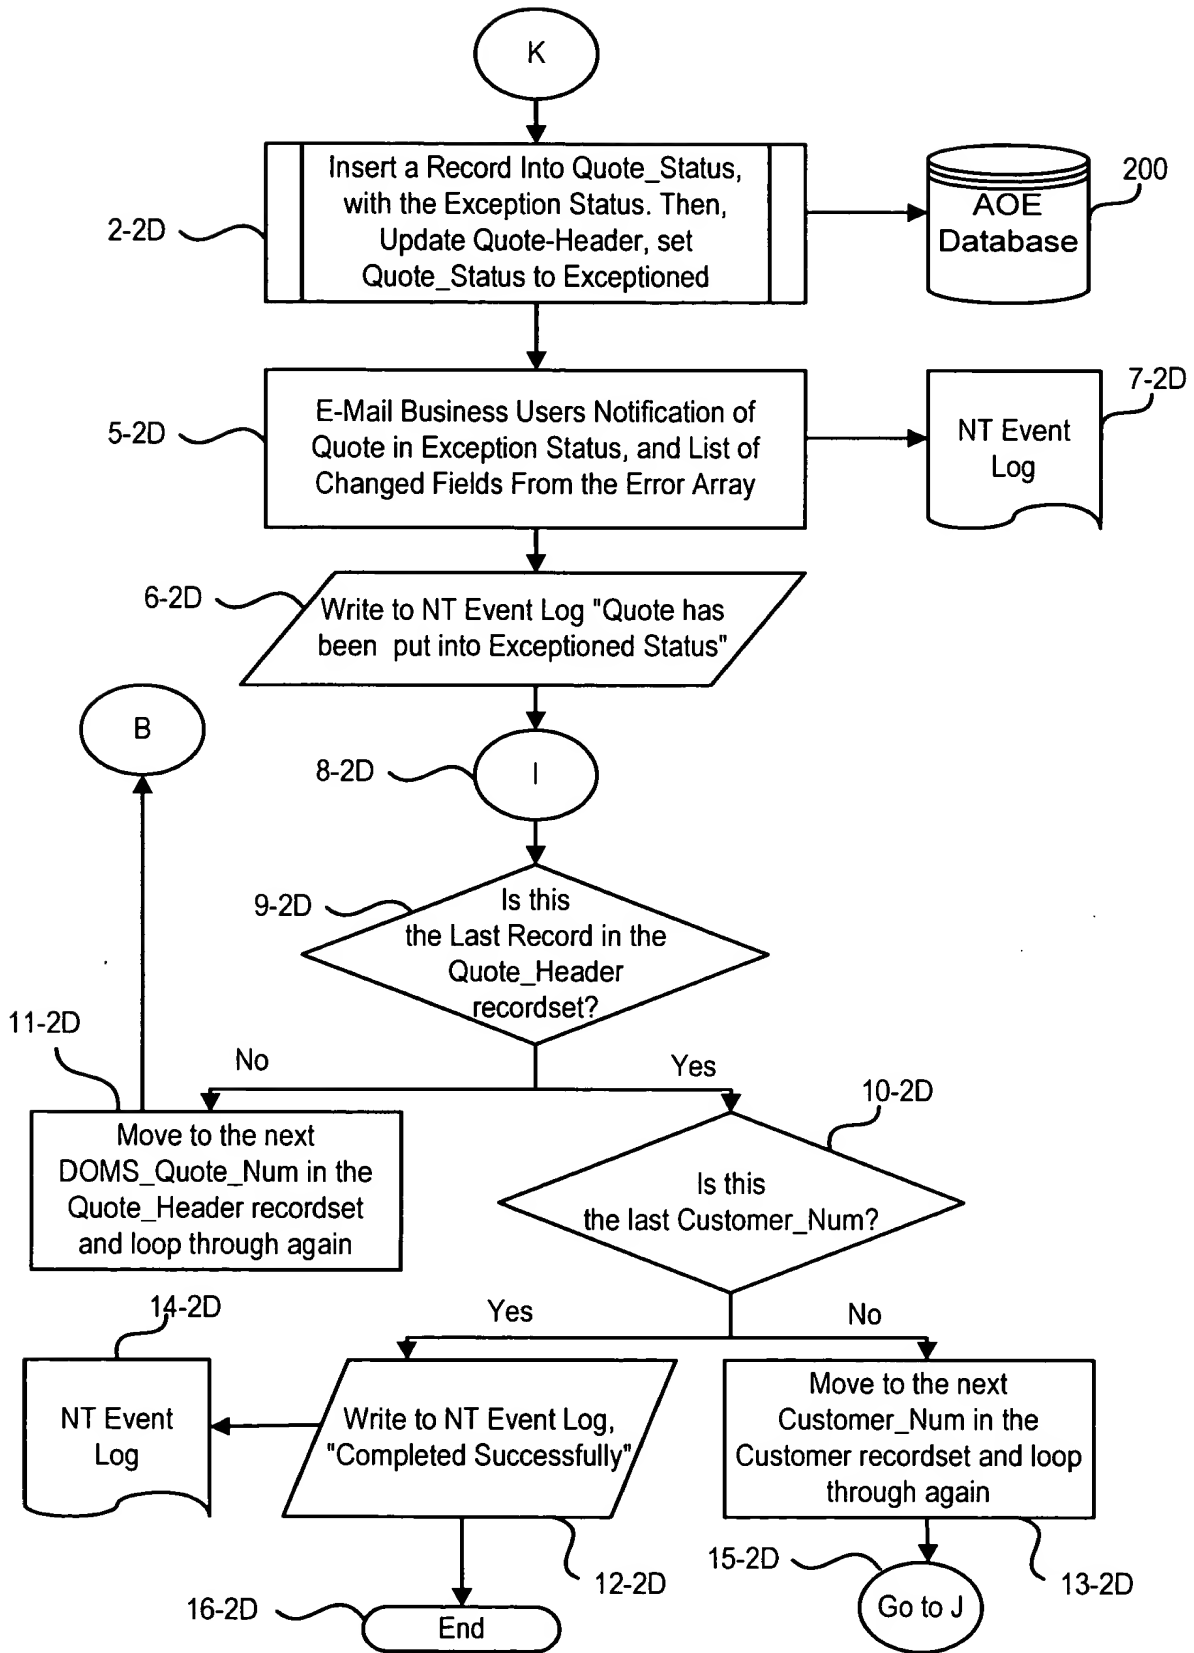 K
Insert a Record Into Quote_Status,
with the Exception Status. Then,
Update Quote-Header, set
Quote_Status to Exceptioned
2-2D
AOE
Database
200
E-Mail Business Users Notification of
Quote in Exception Status, and List of
Changed Fields From the Error Array
5-2D
NT Event
Log
7-2D
6-2D
Write to NT Event Log "Quote has
been put into Exceptioned Status"
B
8-2D
I
9-2D
Is this
the Last Record in the
Quote_Header
recordset?
11-2D
No
Yes
10-2D
Move to the next
DOMS_Quote_Num in the
Quote_Header recordset
and loop through again
Is this
the last Customer_Num?
14-2D
Yes
No
NT Event
Log
Write to NT Event Log,
"Completed Successfully"
Move to the next
Customer_Num in the
Customer recordset and loop
through again
12-2D
15-2D
13-2D
16-2D
End
Go to J